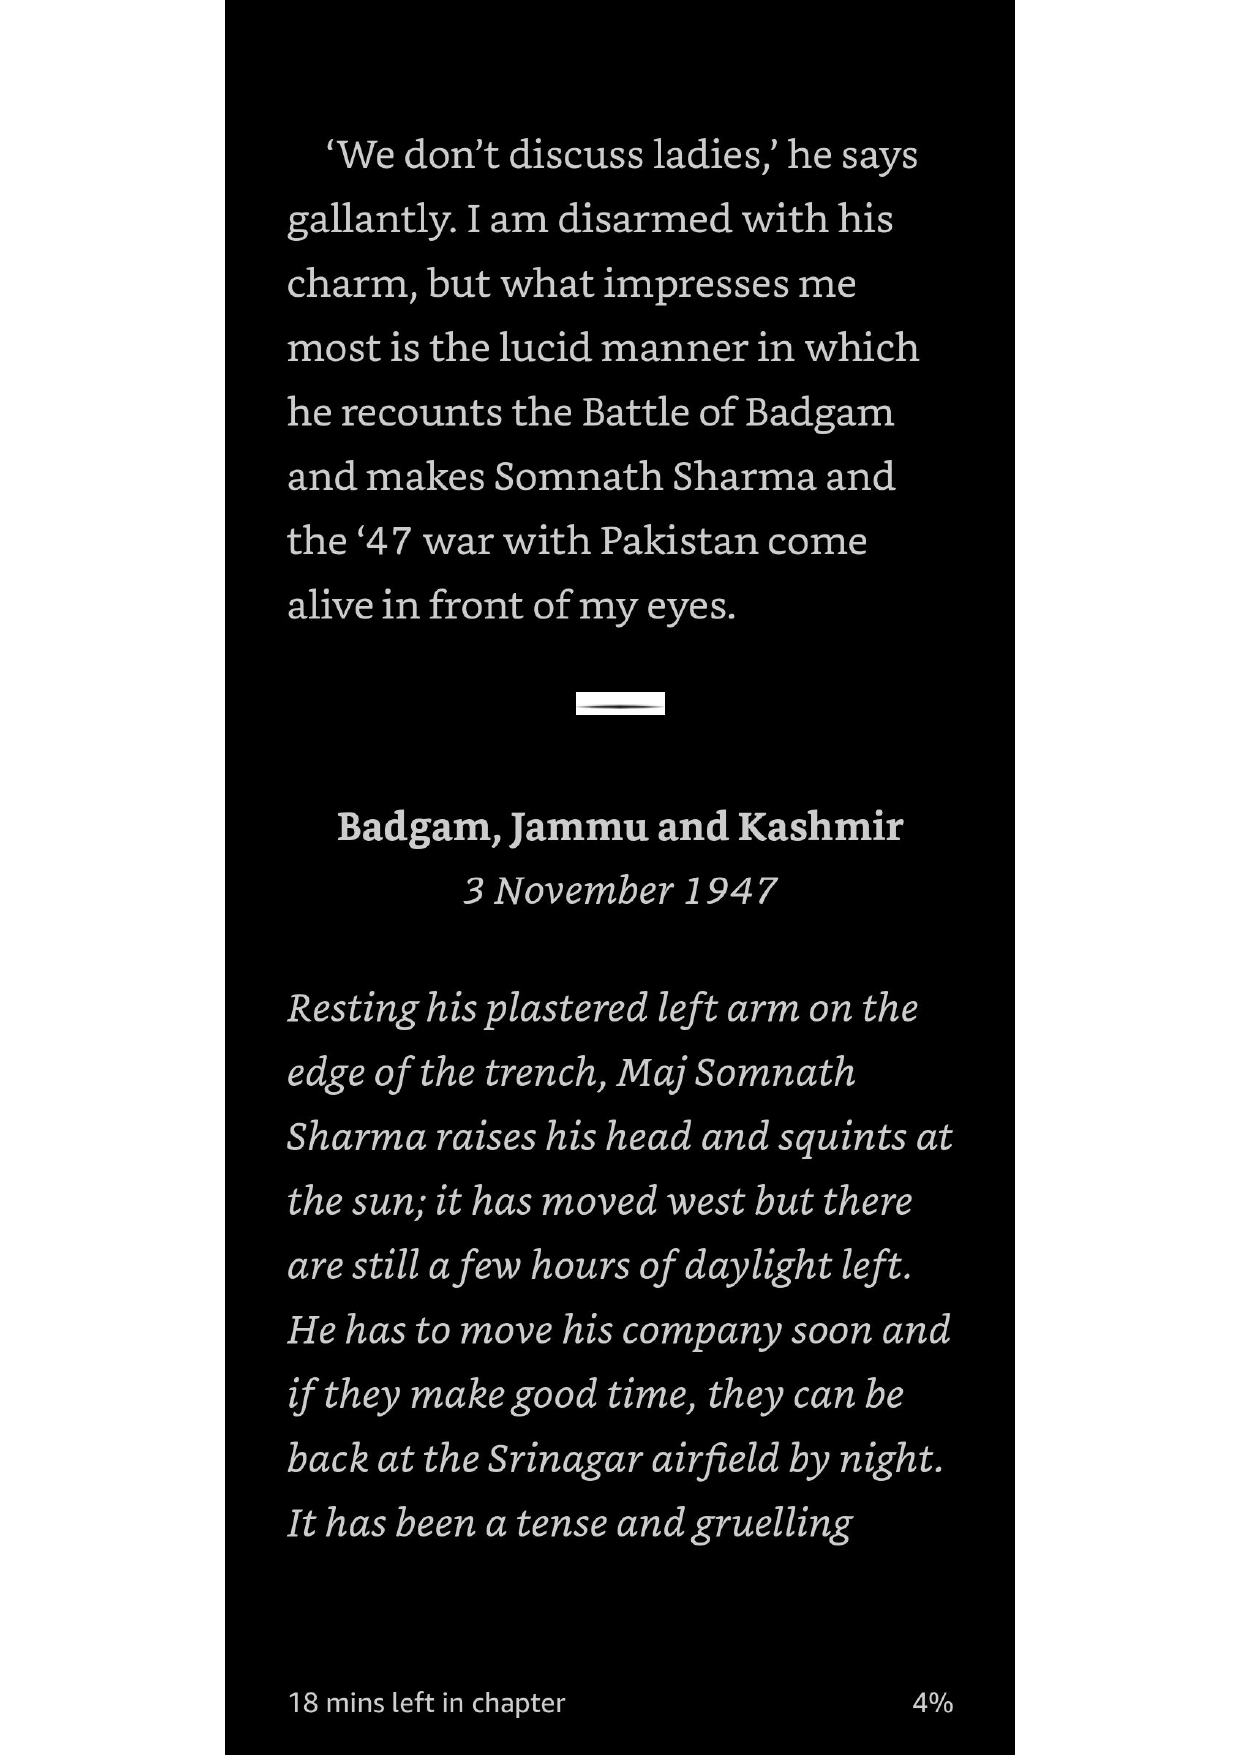 ‘We don’t discuss ladies,’ he says
gallantly. I am disarmed with his
charm, but what impresses me
most is the lucid manner in which
he recounts the Battle of Badgam
and makes Somnath Sharma and
the ‘47 war with Pakistan come
alive in front of my eyes.
Badgam, Jammu and Kashmir
3 November 1947
Resting his plastered left arm on the
edge of the trench, Maj Somnath
Sharma raises his head and squints at
the sun; it has moved west but there
are still a few hours of daylight left.
He has to move his company soon and
if they make good time, they can be
back at the Srinagar airfield by night.
It has been a tense and gruelling
18 mins left in chapter
4%